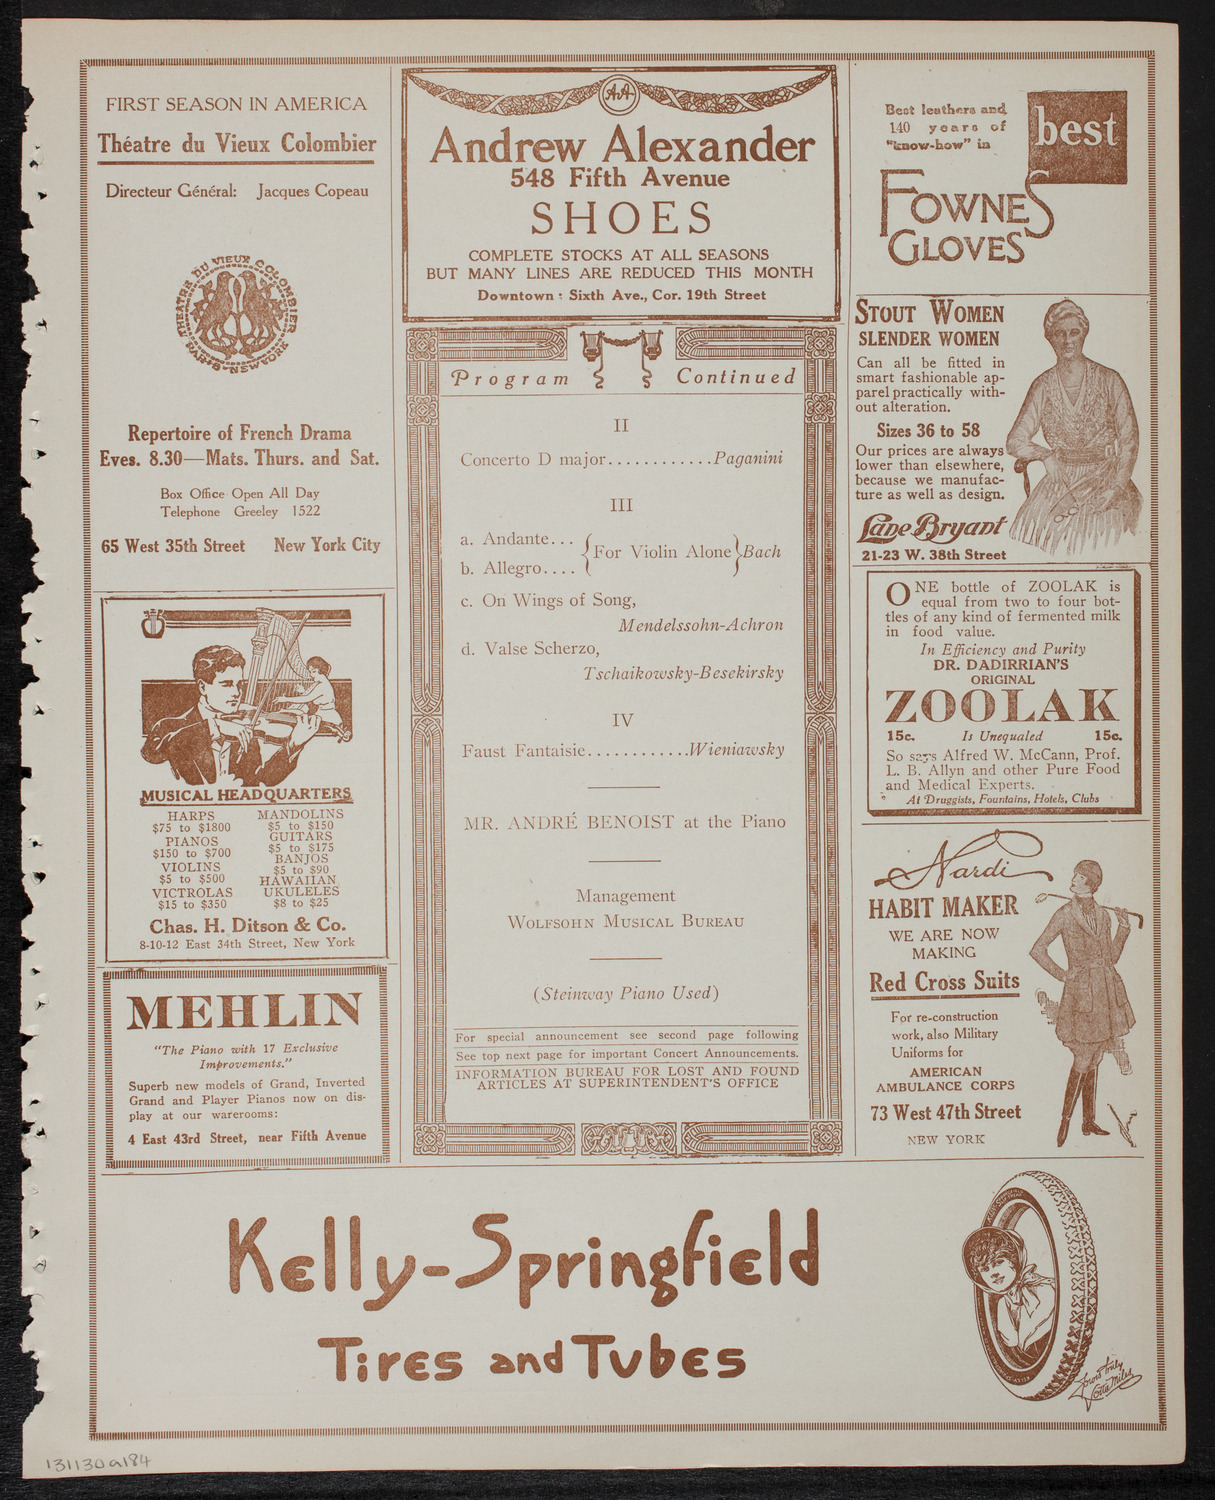 FIRST SEASON IN AMERICA
Théatre du Vieux Colombier
Directeur Général: Jacques Copeau
THEATRE DU VIEUX COLOMBIER
PARIS-NEW
Repertoire of French Drama
Eves. 8.30—Mats. Thurs. and Sat.
Box Office Open All Day
Telephone Greeley 1522
65 West 35th Street New York City
MUSICAL HEADQUARTERS
HARPS
$75 to $1800
PIANOS
$150 to $700
VIOLINS
$5 to $500
VICTROLAS
$15 to $350
MANDOLINS
$5 to $150
GUITARS
$5 to $175
BANJOS
$5 to $90
HAWAIIAN
UKULELES
$8 to $25
Chas. H. Ditson & Co.
8-10-12 East 34th Street, New York
MEHLIN
"The Piano with 17 Exclusive
Improvements."
Superb new models of Grand, Inverted
Grand and Player Pianos now on dis-
play at our warerooms:
4 East 43rd Street, near Fifth Avenue
AA
Andrew Alexander
548 Fifth Avenue
SHOES
COMPLETE STOCKS AT ALL SEASONS
BUT MANY LINES ARE REDUCED THIS MONTH
Downtown: Sixth Ave., Cor. 19th Street
Program Continued
II
Concerto D major............Paganini
III
a. Andante...
b. Allegro....
{For Violin Alone} Bach
c. On Wings of Song,
Mendelssohn-Achron
d. Valse Scherzo,
Tschaikowsky-Besekirsky
IV
Faust Fantaisie............Wieniawsky
MR. ANDRÉ BENOIST at the Piano
Management
WOLFSOHN MUSICAL BUREAU
(Steinway Piano Used)
For special announcement see second page following
See top next page for important Concert Announcements.
INFORMATION BUREAU FOR LOST AND FOUND
ARTICLES AT SUPERINTENDENT'S OFFICE
Best leathers and
140 years of
"know-how" in
best
FOWNES
GLOVES
STOUT WOMEN
SLENDER WOMEN
Can all be fitted in
smart fashionable ap-
parel practically with-
out alteration.
Sizes 36 to 58
Our prices are always
lower than elsewhere,
because we manufac-
ture as well as design.
Lane Bryant
21-23 W. 38th Street
ONE bottle of ZOOLAK is
equal from two to four bot-
tles of any kind of fermented milk
in food value.
In Efficiency and Purity
DR. DADIRRIAN'S
ORIGINAL
ZOOLAK
15c. Is Unequaled 15c.
So says Alfred W. McCann, Prof.
L. B. Allyn and other Pure Food
and Medical Experts.
At Druggists, Fountains, Hotels, Clubs
Nardi
HABIT MAKER
WE ARE NOW
MAKING
Red Cross Suits
For re-construction
work, also Military
Uniforms for
AMERICAN
AMBULANCE CORPS
73 West 47th Street
NEW YORK
Kelly-Springfield
Tires and Tubes
Yours truly
Lotta Miles
131130a184